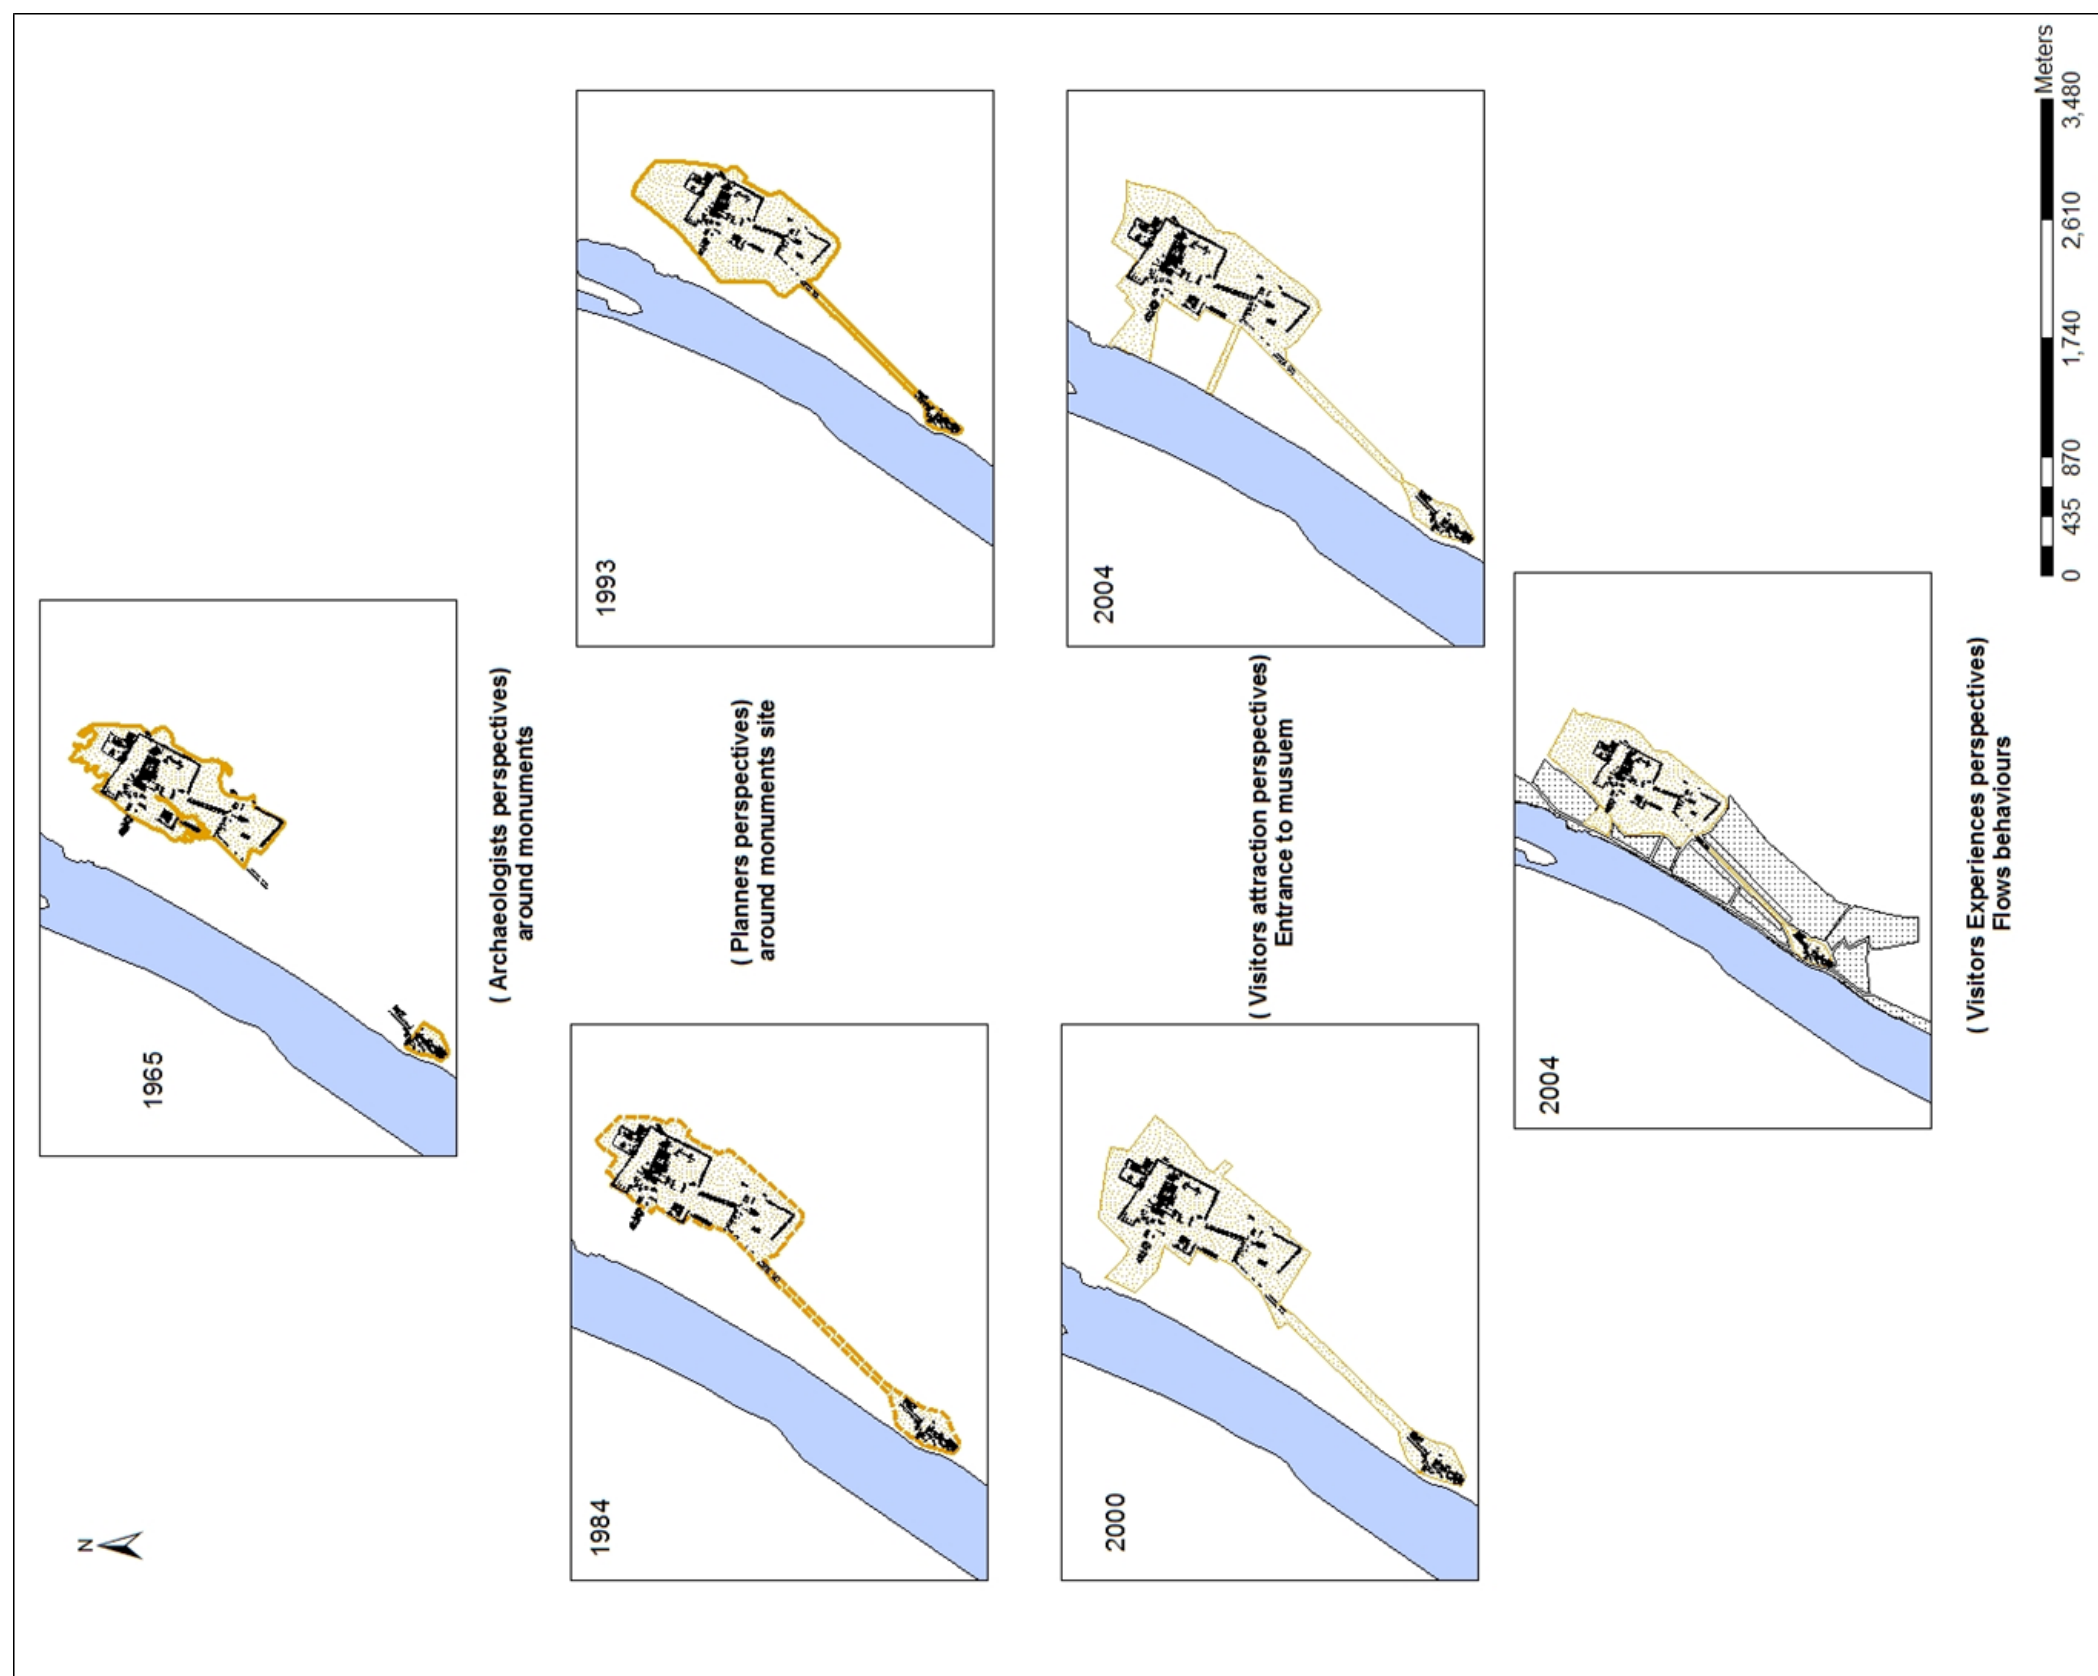 N
1965
( Archaeologists perspectives)
around monuments
1984
1993
( Planners perspectives)
around monuments site
2000
2004
( Visitors attraction perspectives)
Entrance to musuem
2004
( Visitors Experiences perspectives)
Flows behaviours
Meters
0 435 870 1,740 2,610 3,480